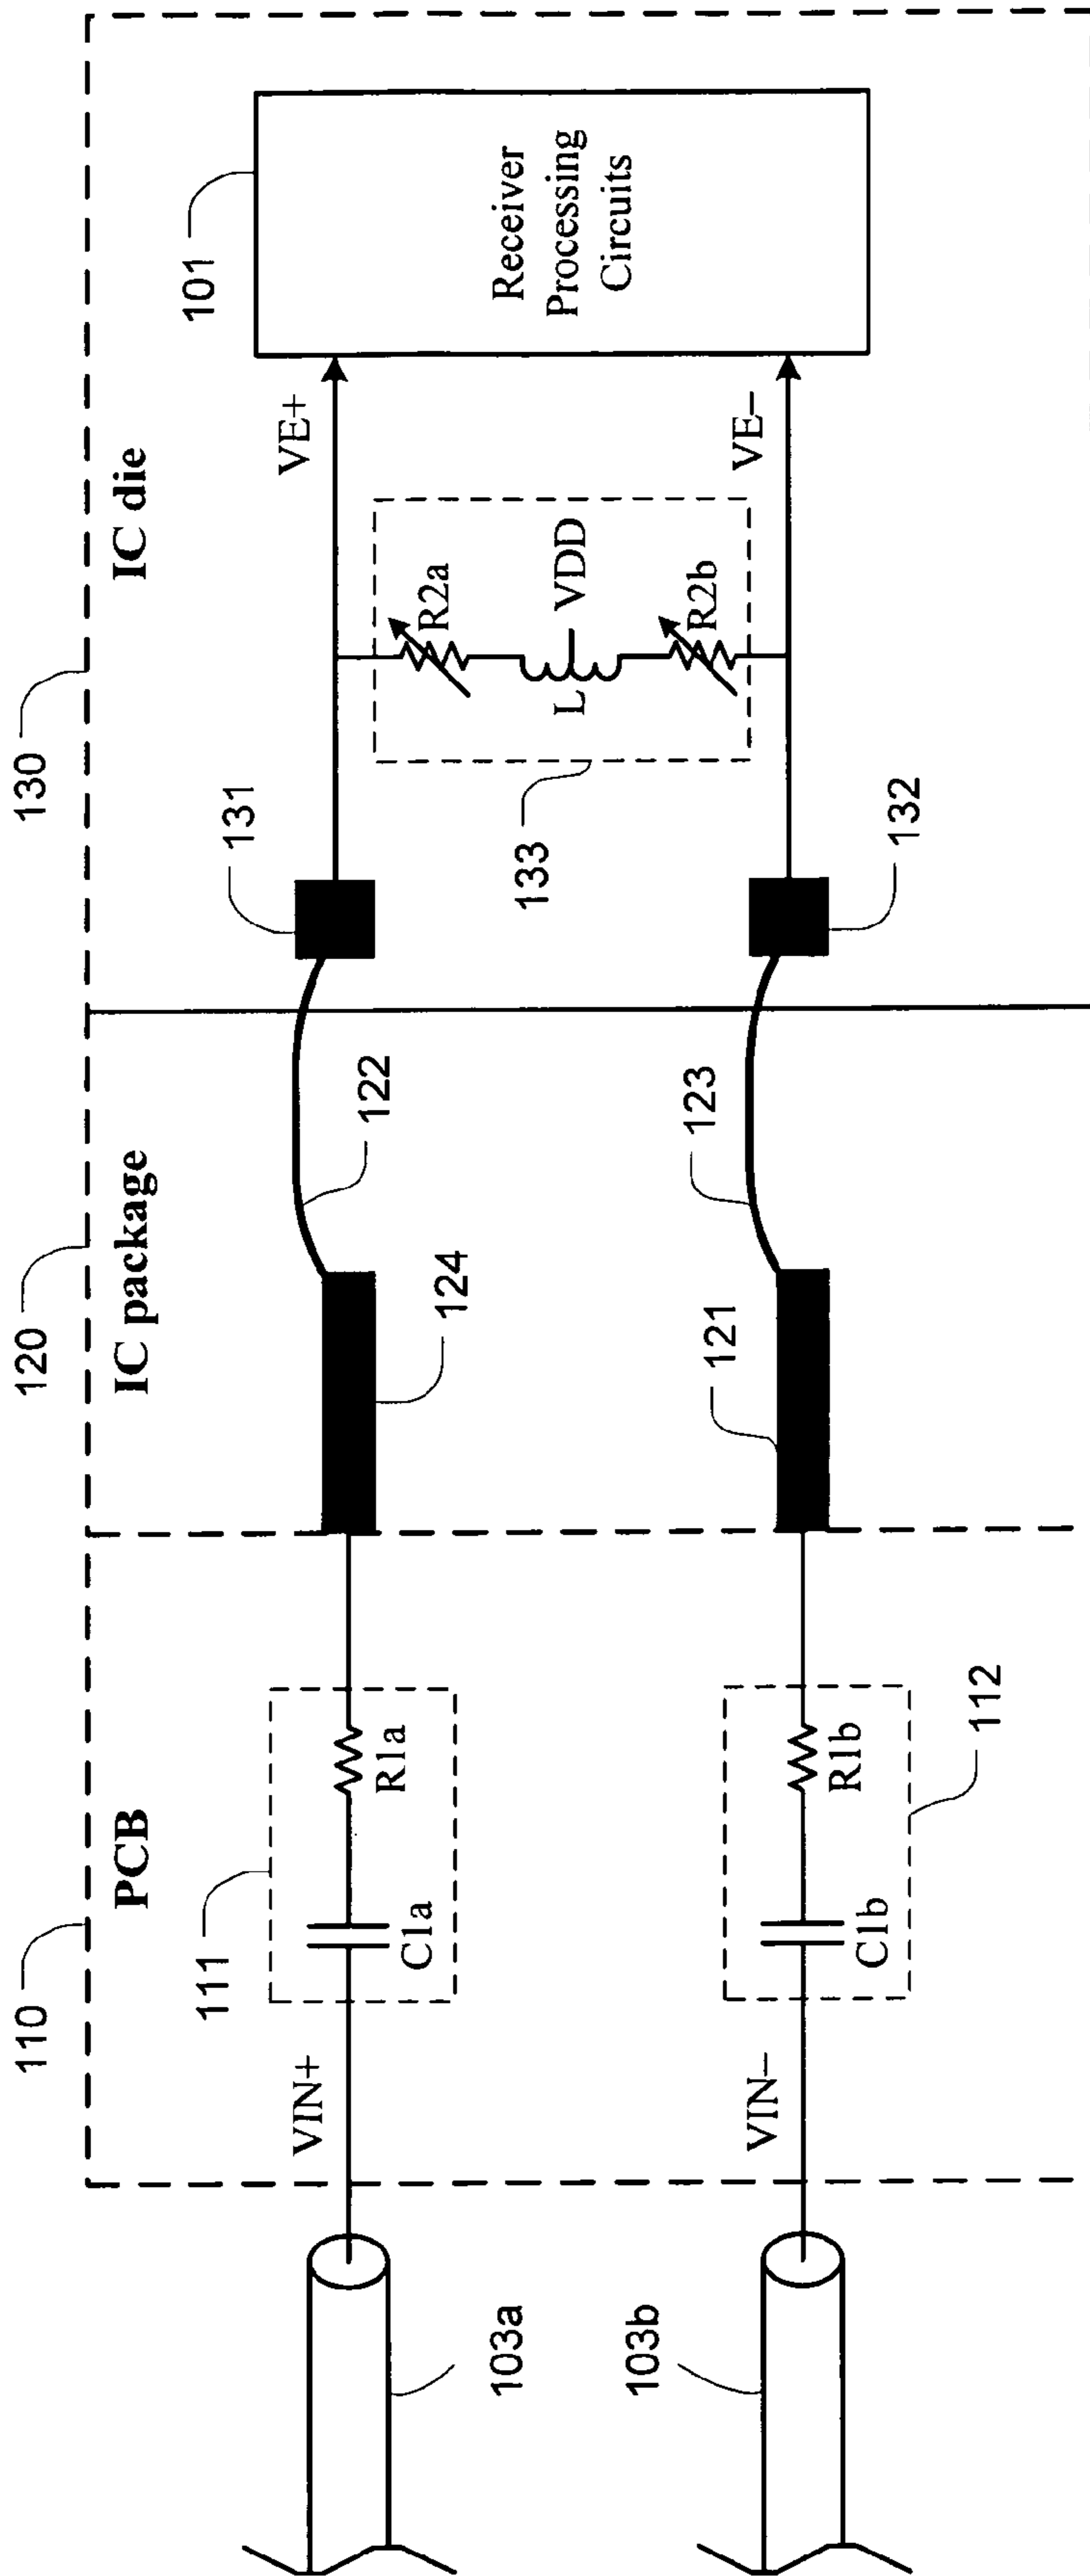 110
PCB
120
IC package
130
IC die
111
VIN+
C1a
R1a
122
124
131
VE+
101
Receiver
Processing
Circuits
R2a
VDD
L
R2b
133
103a
103b
VIN−
C1b
R1b
112
121
123
132
VE−